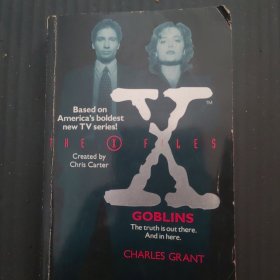 Based on
America's boldest
new TV series!
THE X FILES
Created by
Chris Carter
X
TM
GOBLINS
The truth is out there.
And in here.
CHARLES GRANT